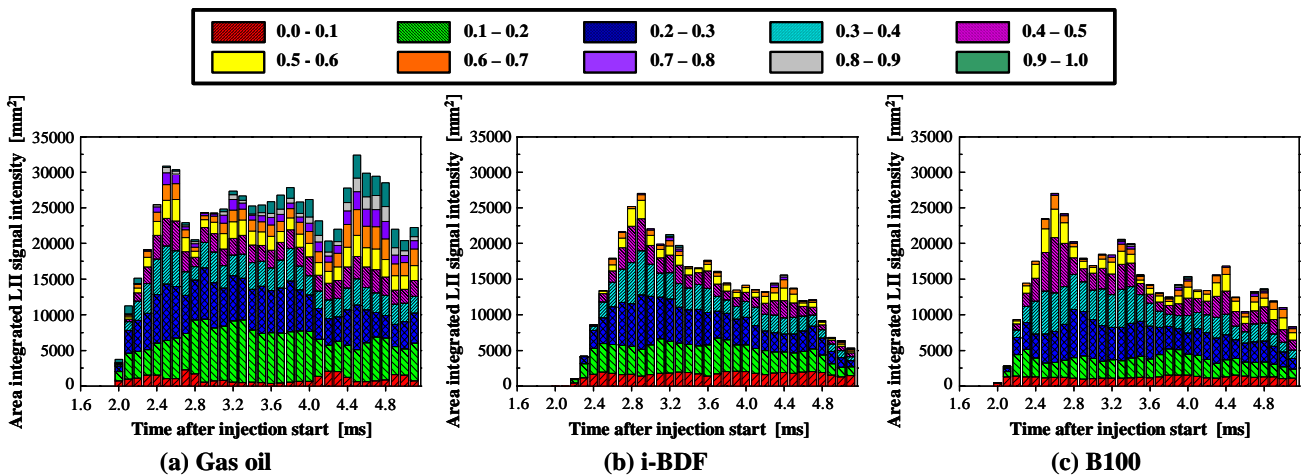 0.0 - 0.1 0.1 – 0.2 0.2 – 0.3 0.3 – 0.4 0.4 – 0.5
0.5 - 0.6 0.6 – 0.7 0.7 – 0.8 0.8 – 0.9 0.9 – 1.0
Area integrated LII signal intensity [mm²]
35000
30000
25000
20000
15000
10000
5000
0
1.6 2.0 2.4 2.8 3.2 3.6 4.0 4.4 4.8
Time after injection start [ms]
(a) Gas oil
Area integrated LII signal intensity [mm²]
35000
30000
25000
20000
15000
10000
5000
0
1.6 2.0 2.4 2.8 3.2 3.6 4.0 4.4 4.8
Time after injection start [ms]
(b) i-BDF
Area integrated LII signal intensity [mm²]
35000
30000
25000
20000
15000
10000
5000
0
1.6 2.0 2.4 2.8 3.2 3.6 4.0 4.4 4.8
Time after injection start [ms]
(c) B100